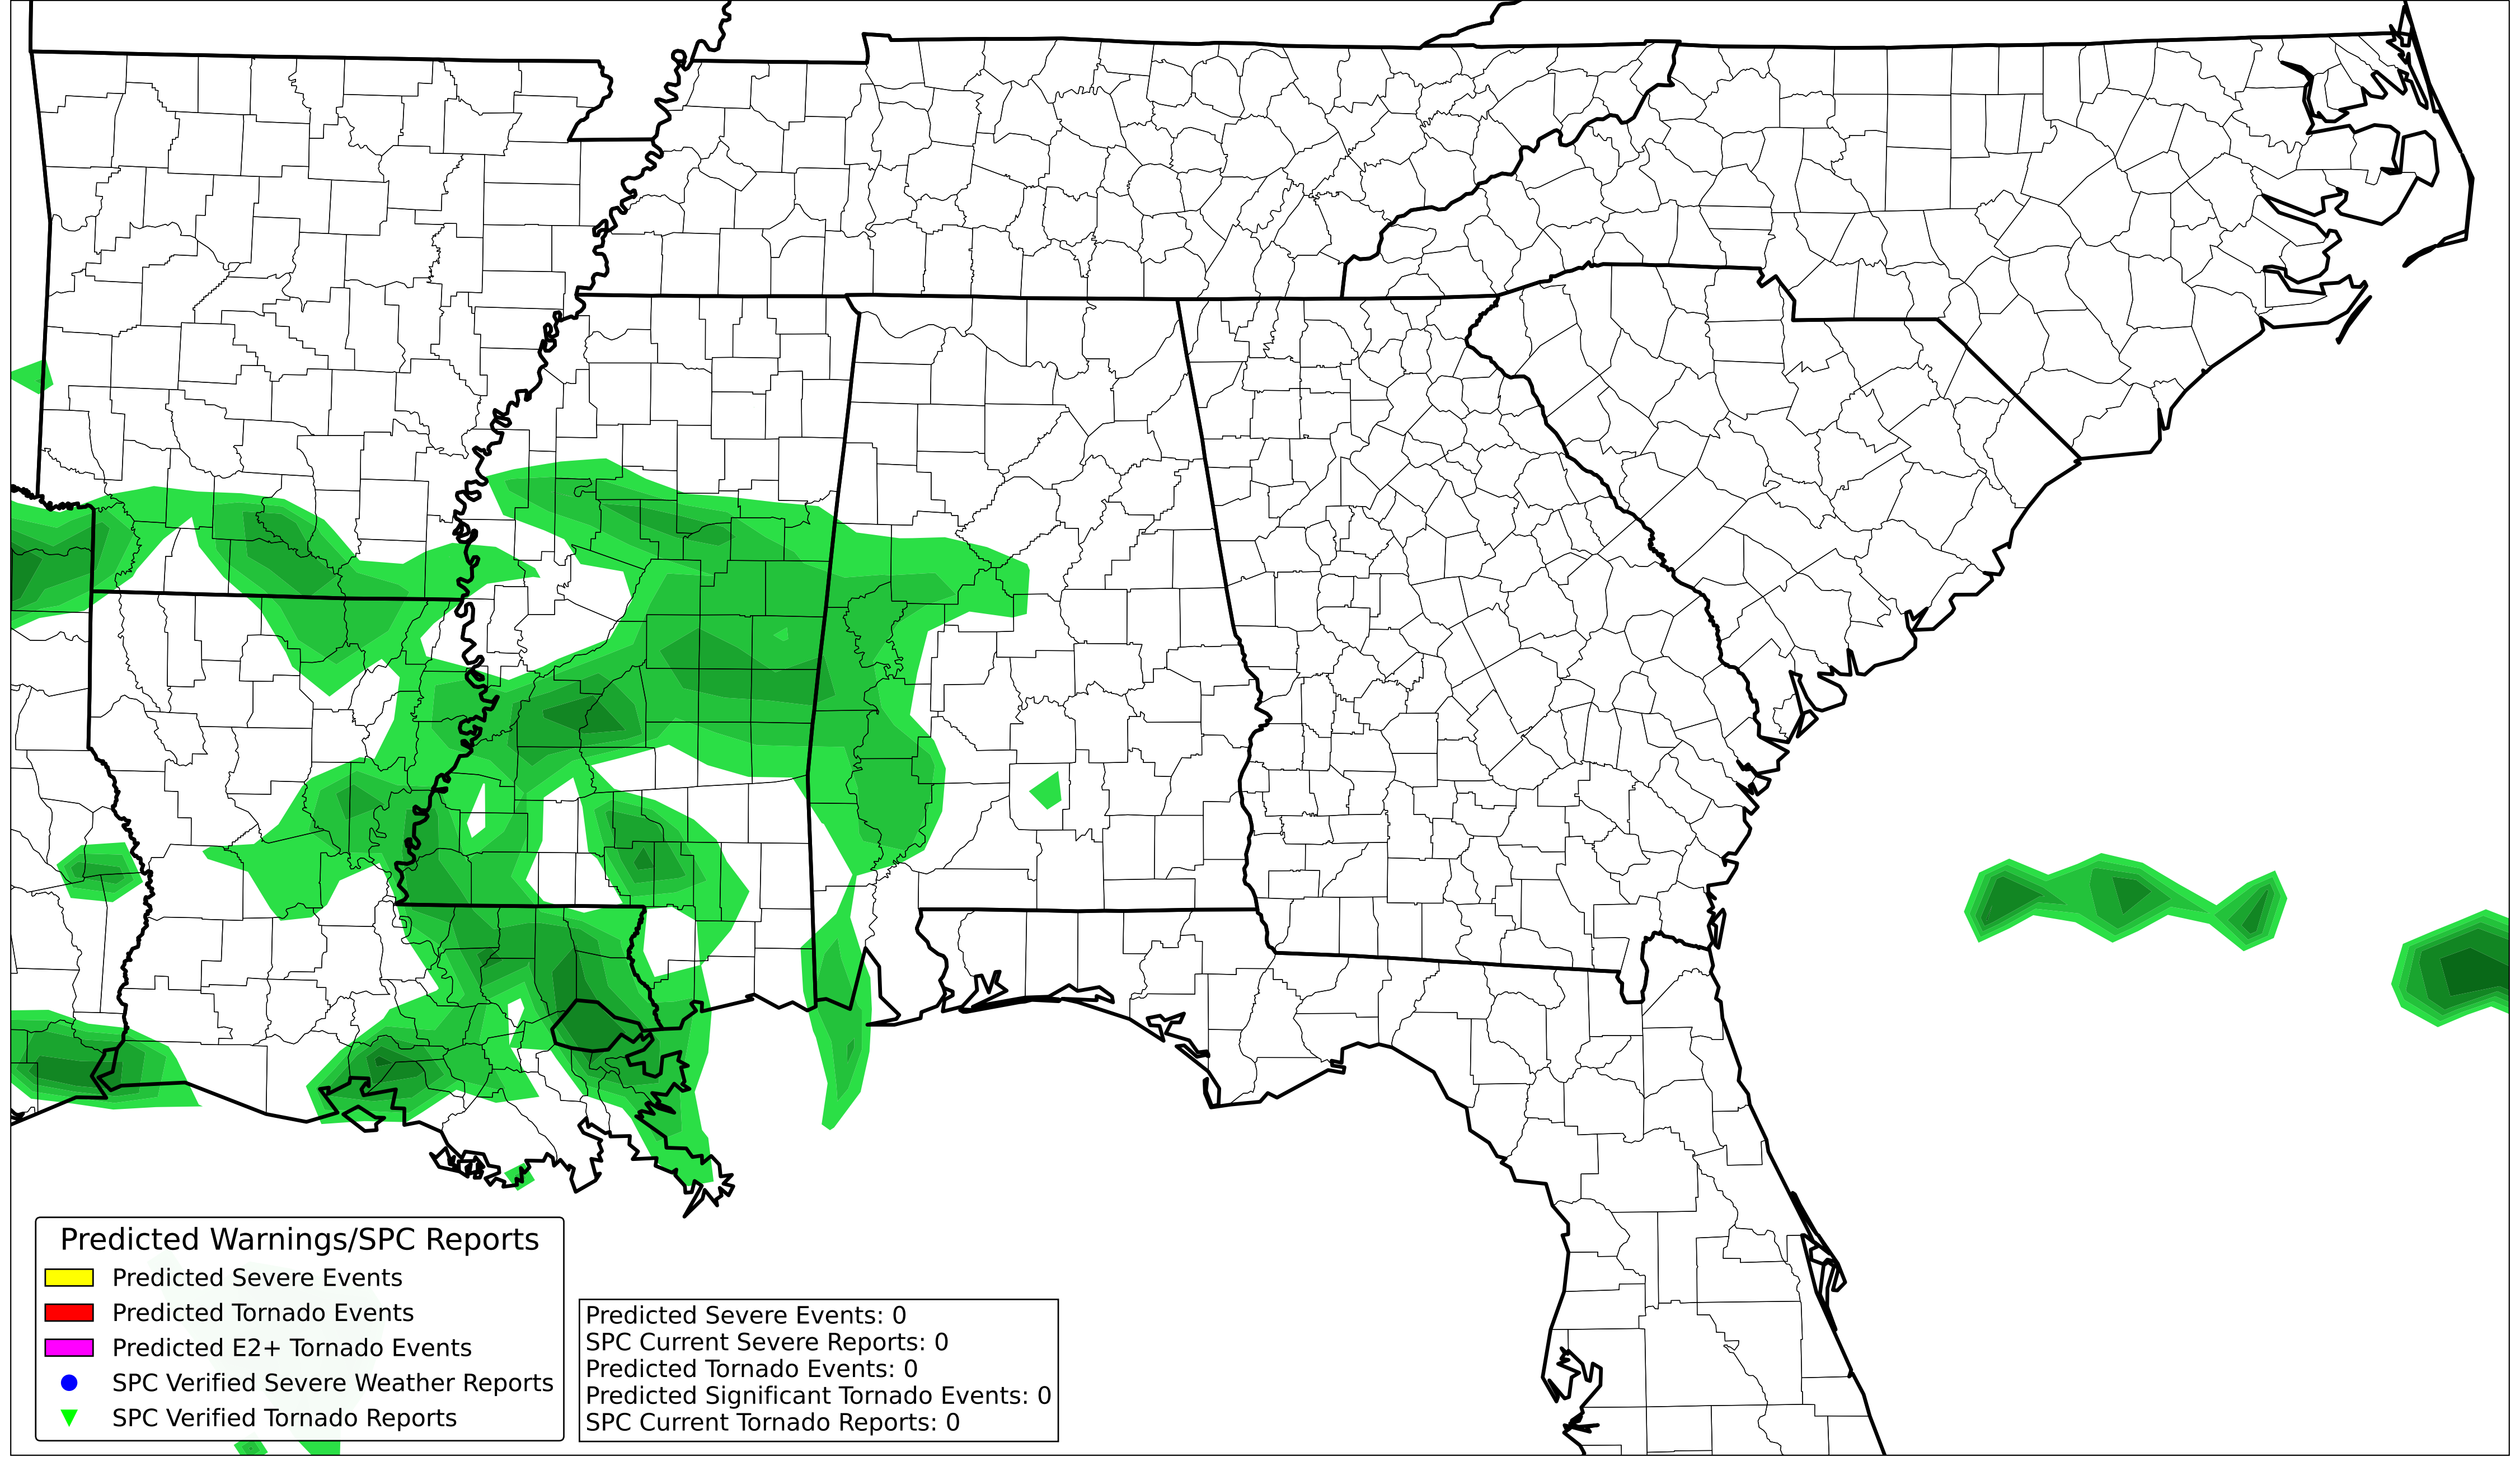 Predicted Warnings/SPC Reports
Predicted Severe Events
Predicted Tornado Events
Predicted E2+ Tornado Events
SPC Verified Severe Weather Reports
SPC Verified Tornado Reports
Predicted Severe Events: 0
SPC Current Severe Reports: 0
Predicted Tornado Events: 0
Predicted Significant Tornado Events: 0
SPC Current Tornado Reports: 0